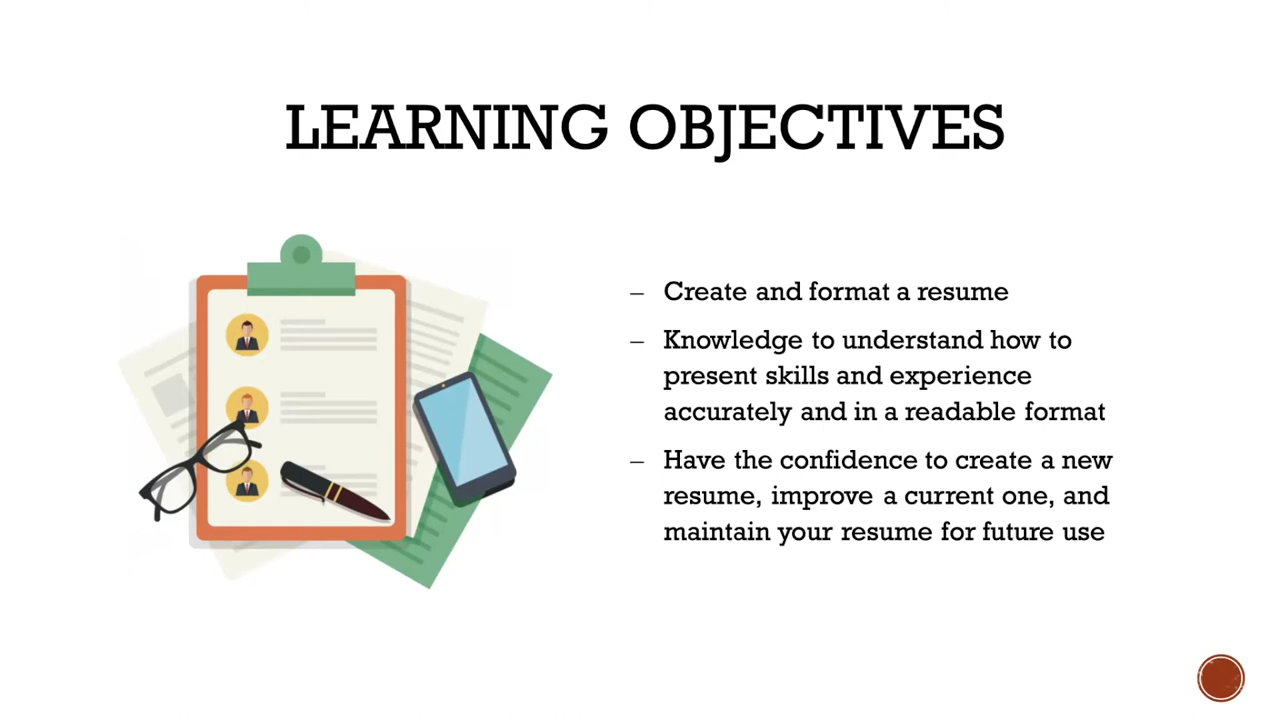 LEARNING OBJECTIVES
– Create and format a resume
– Knowledge to understand how to
present skills and experience
accurately and in a readable format
– Have the confidence to create a new
resume, improve a current one, and
maintain your resume for future use